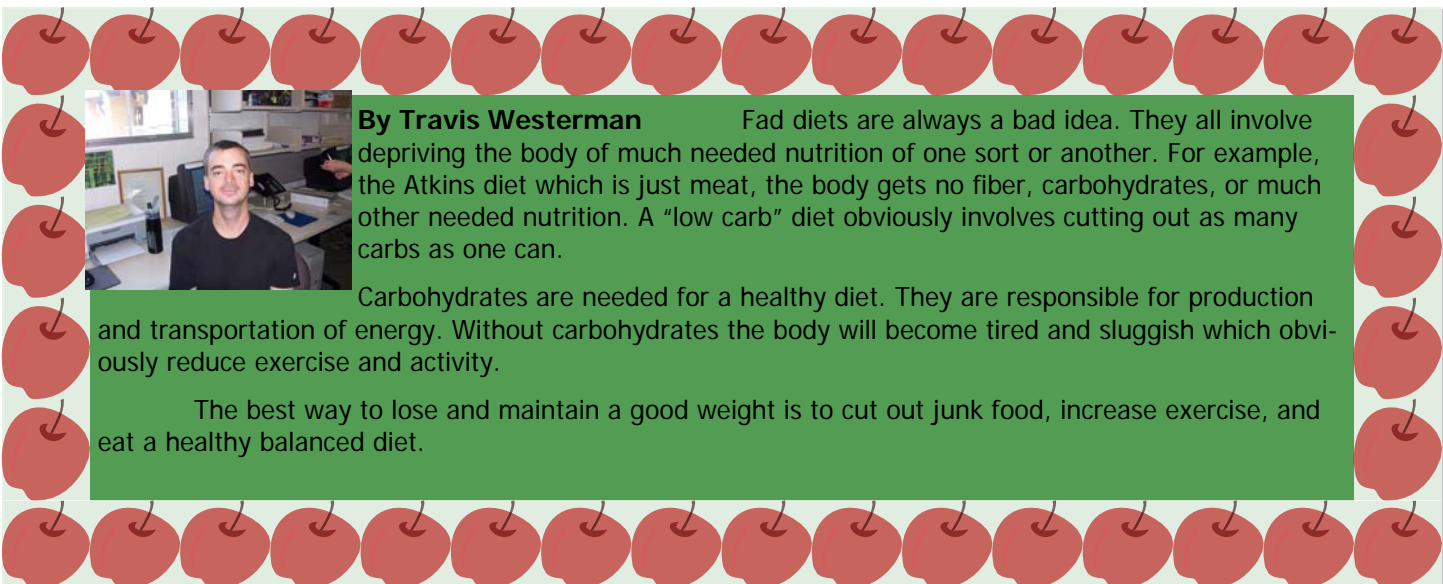 By Travis Westerman Fad diets are always a bad idea. They all involve
depriving the body of much needed nutrition of one sort or another. For example,
the Atkins diet which is just meat, the body gets no fiber, carbohydrates, or much
other needed nutrition. A “low carb” diet obviously involves cutting out as many
carbs as one can.
Carbohydrates are needed for a healthy diet. They are responsible for production
and transportation of energy. Without carbohydrates the body will become tired and sluggish which obvi-
ously reduce exercise and activity.
The best way to lose and maintain a good weight is to cut out junk food, increase exercise, and
eat a healthy balanced diet.